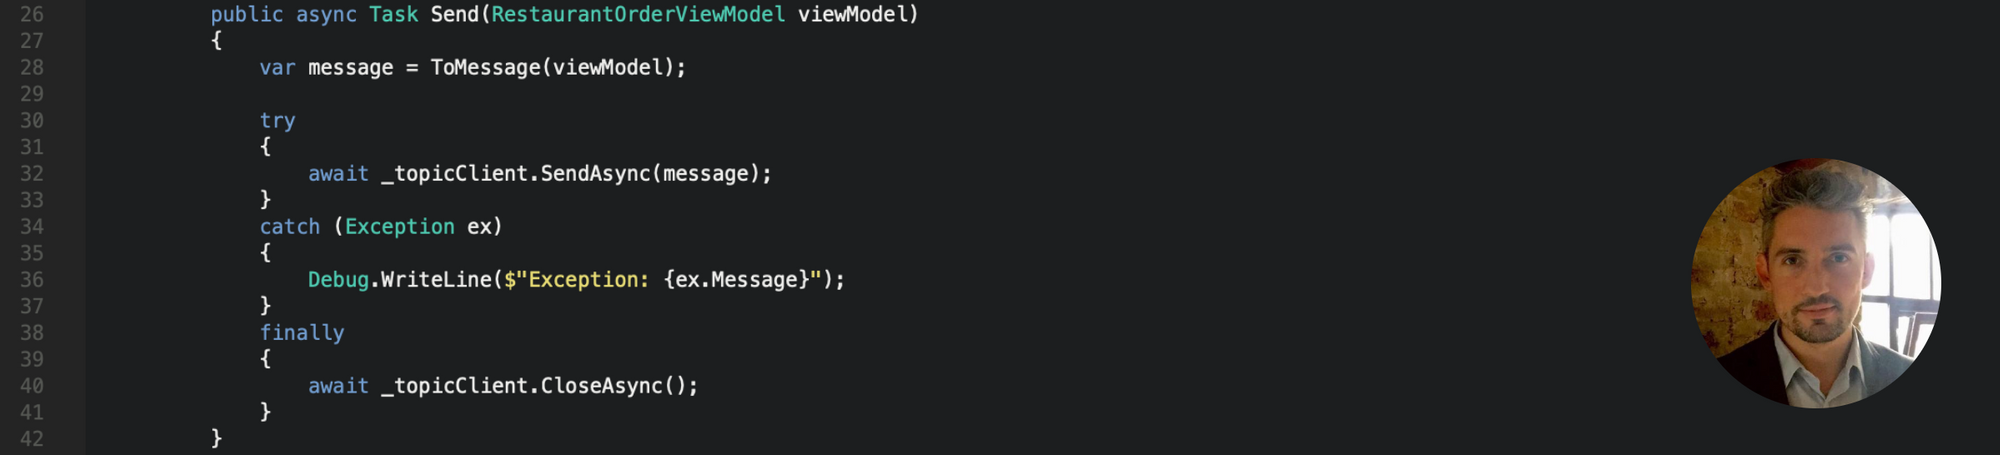 26 public async Task Send(RestaurantOrderViewModel viewModel)
27 {
28 var message = ToMessage(viewModel);
29
30 try
31 {
32 await _topicClient.SendAsync(message);
33 }
34 catch (Exception ex)
35 {
36 Debug.WriteLine($"Exception: {ex.Message}");
37 }
38 finally
39 {
40 await _topicClient.CloseAsync();
41 }
42 }